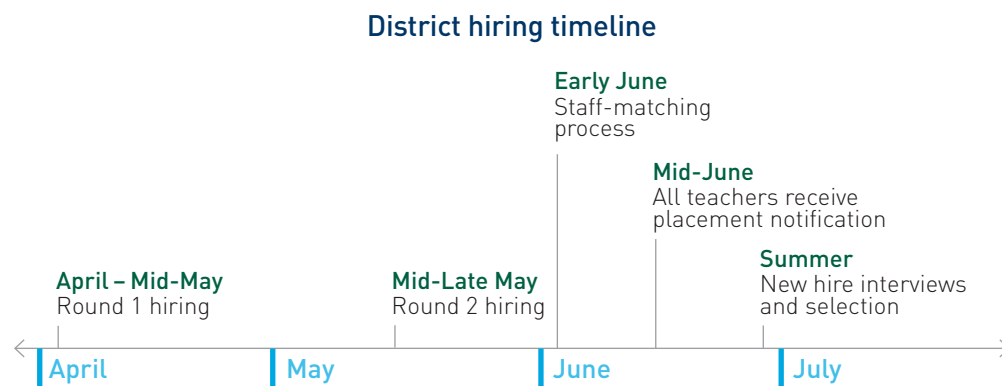 District hiring timeline
Early June
Staff-matching
process
Mid-June
All teachers receive
placement notification
April – Mid-May
Round 1 hiring
Mid-Late May
Round 2 hiring
Summer
New hire interviews
and selection
April
May
June
July